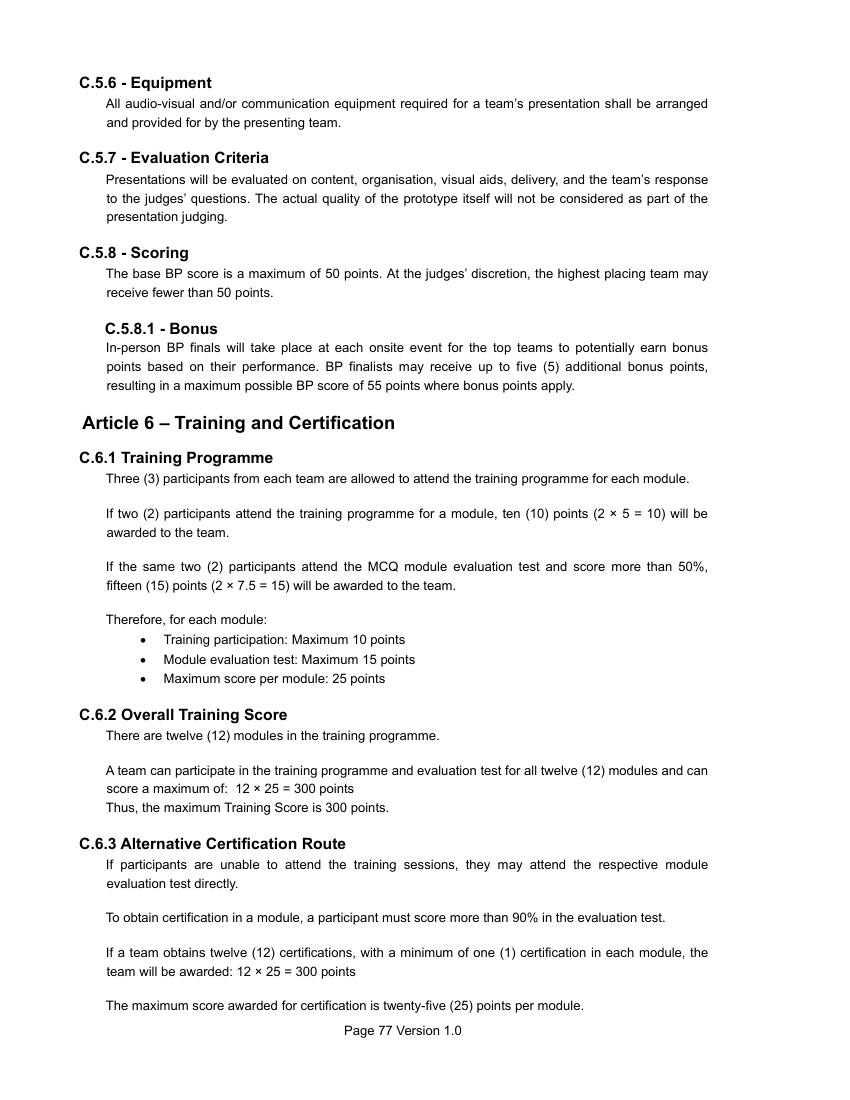 C.5.6 - Equipment
All audio-visual and/or communication equipment required for a team’s presentation shall be arranged
and provided for by the presenting team.
C.5.7 - Evaluation Criteria
Presentations will be evaluated on content, organisation, visual aids, delivery, and the team’s response
to the judges’ questions. The actual quality of the prototype itself will not be considered as part of the
presentation judging.
C.5.8 - Scoring
The base BP score is a maximum of 50 points. At the judges’ discretion, the highest placing team may
receive fewer than 50 points.
C.5.8.1 - Bonus
In-person BP finals will take place at each onsite event for the top teams to potentially earn bonus
points based on their performance. BP finalists may receive up to five (5) additional bonus points,
resulting in a maximum possible BP score of 55 points where bonus points apply.
Article 6 – Training and Certification
C.6.1 Training Programme
Three (3) participants from each team are allowed to attend the training programme for each module.
If two (2) participants attend the training programme for a module, ten (10) points (2 × 5 = 10) will be
awarded to the team.
If the same two (2) participants attend the MCQ module evaluation test and score more than 50%,
fifteen (15) points (2 × 7.5 = 15) will be awarded to the team.
Therefore, for each module:
• Training participation: Maximum 10 points
• Module evaluation test: Maximum 15 points
• Maximum score per module: 25 points
C.6.2 Overall Training Score
There are twelve (12) modules in the training programme.
A team can participate in the training programme and evaluation test for all twelve (12) modules and can
score a maximum of: 12 × 25 = 300 points
Thus, the maximum Training Score is 300 points.
C.6.3 Alternative Certification Route
If participants are unable to attend the training sessions, they may attend the respective module
evaluation test directly.
To obtain certification in a module, a participant must score more than 90% in the evaluation test.
If a team obtains twelve (12) certifications, with a minimum of one (1) certification in each module, the
team will be awarded: 12 × 25 = 300 points
The maximum score awarded for certification is twenty-five (25) points per module.
Page 77 Version 1.0